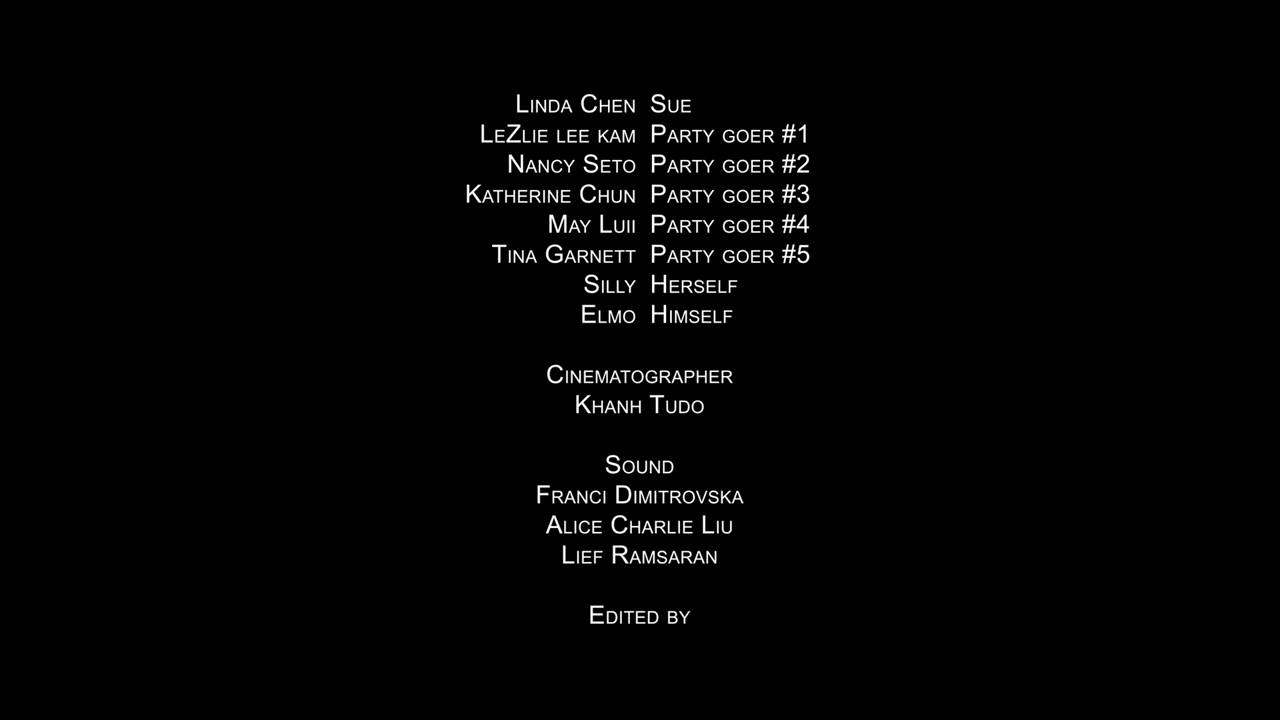 Linda Chen Sue
LeZlie lee kam Party goer #1
Nancy Seto Party goer #2
Katherine Chun Party goer #3
May Luii Party goer #4
Tina Garnett Party goer #5
Silly Herself
Elmo Himself
Cinematographer
Khanh Tudo
Sound
Franci Dimitrovska
Alice Charlie Liu
Lief Ramsaran
Edited by